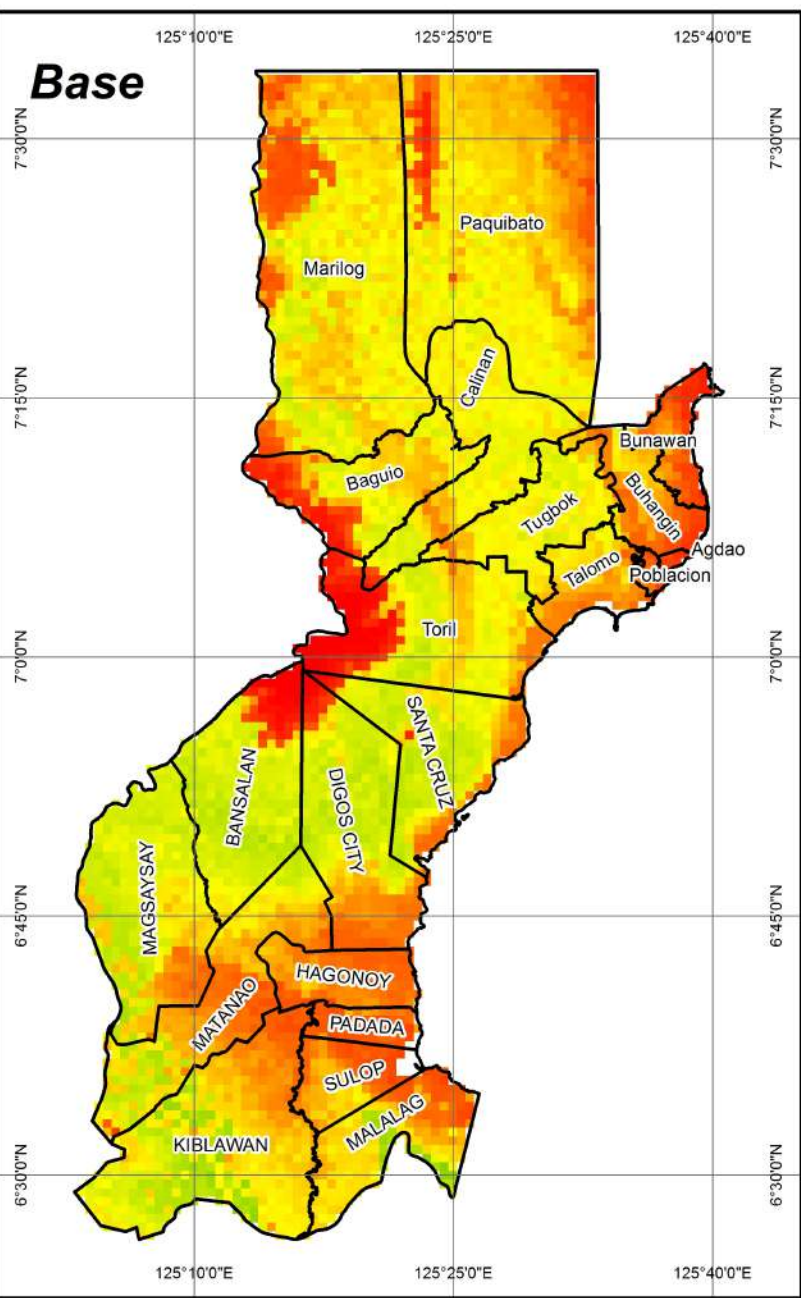 125°10'0"E
125°25'0"E
125°40'0"E
Base
7°30'0"N
7°30'0"N
Paquibato
Marilog
Calinan
7°15'0"N
7°15'0"N
Bunawan
Baguio
Buhangin
Tugbok
Agdao
Talomo
Poblacion
Toril
7°0'0"N
7°0'0"N
SANTA CRUZ
BANSALAN
DIGOS CITY
MAGSAYSAY
6°45'0"N
6°45'0"N
HAGONOY
MATANAO
PADADA
SULOP
MALALAG
KIBLAWAN
6°30'0"N
6°30'0"N
125°10'0"E
125°25'0"E
125°40'0"E